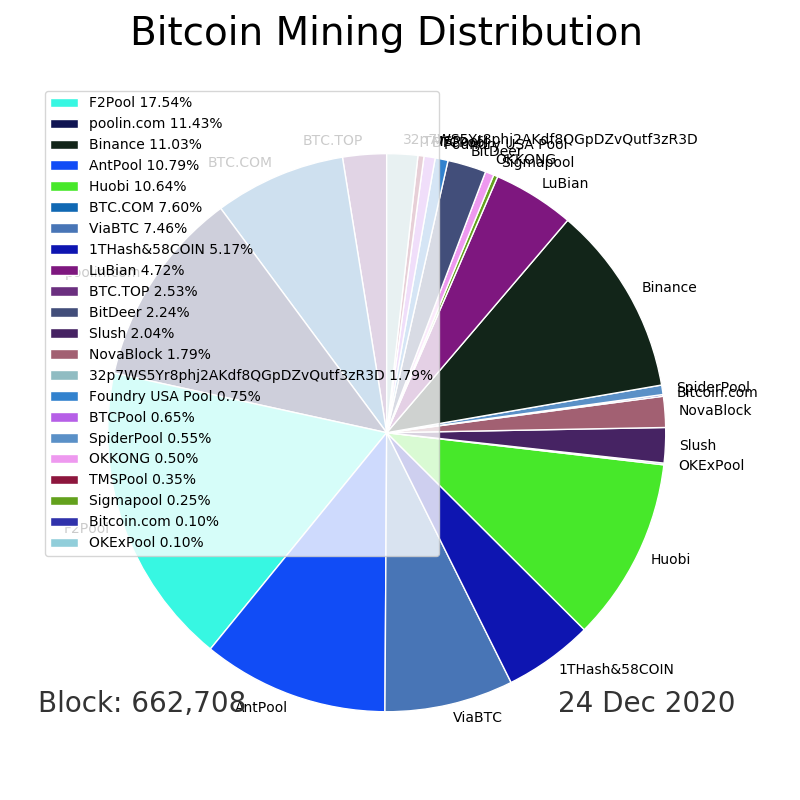 Bitcoin Mining Distribution
F2Pool 17.54%
poolin.com 11.43%
Binance 11.03%
AntPool 10.79%
Huobi 10.64%
BTC.COM 7.60%
ViaBTC 7.46%
1THash&58COIN 5.17%
LuBian 4.72%
BTC.TOP 2.53%
BitDeer 2.24%
Slush 2.04%
NovaBlock 1.79%
32p7WS5Yr8phj2AKdf8QGpDZvQutf3zR3D 1.79%
Foundry USA Pool 0.75%
BTCPool 0.65%
SpiderPool 0.55%
OKKONG 0.50%
TMSPool 0.35%
Sigmapool 0.25%
Bitcoin.com 0.10%
OKExPool 0.10%
BTC.TOP
BTC.COM
F2Pool
AntPool
ViaBTC
1THash&58COIN
Huobi
OKExPool
Slush
NovaBlock
Bitcoin.com
SpiderPool
Binance
LuBian
Sigmapool
OKKONG
BitDeer
Foundry USA Pool
32p7WS5Yr8phj2AKdf8QGpDZvQutf3zR3D
Block: 662,708
24 Dec 2020